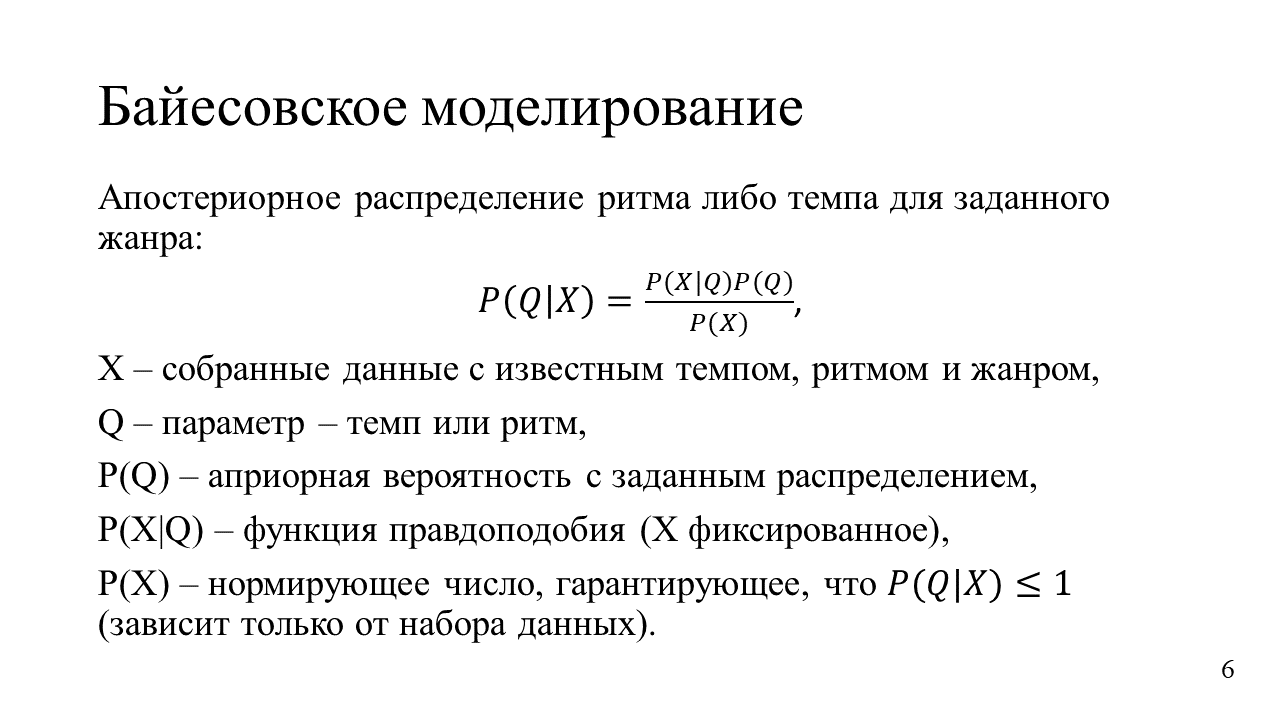 Байесовское моделирование
Апостериорное распределение ритма либо темпа для заданного
жанра:
𝑃(𝑄|𝑋) = 𝑃(𝑋|𝑄)𝑃(𝑄) / 𝑃(𝑋),
X – собранные данные с известным темпом, ритмом и жанром,
Q – параметр – темп или ритм,
P(Q) – априорная вероятность с заданным распределением,
P(X|Q) – функция правдоподобия (X фиксированное),
P(X) – нормирующее число, гарантирующее, что 𝑃(𝑄|𝑋) ≤ 1
(зависит только от набора данных).
6